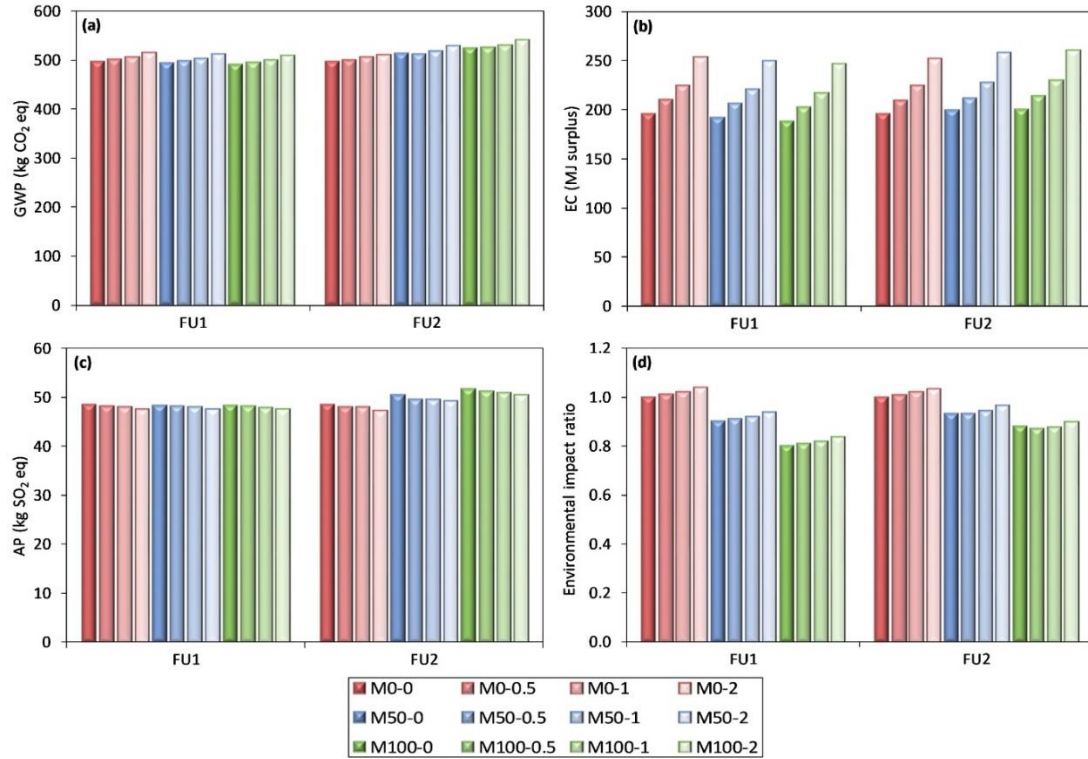 (a)
GWP (kg CO₂ eq)
600
500
400
300
200
100
0
FU1
FU2
(b)
EC (MJ surplus)
300
250
200
150
100
50
0
FU1
FU2
(c)
AP (kg SO₂ eq)
60
50
40
30
20
10
0
FU1
FU2
(d)
Environmental impact ratio
1.2
1.0
0.8
0.6
0.4
0.2
0.0
FU1
FU2
M0-0 M0-0.5 M0-1 M0-2
M50-0 M50-0.5 M50-1 M50-2
M100-0 M100-0.5 M100-1 M100-2